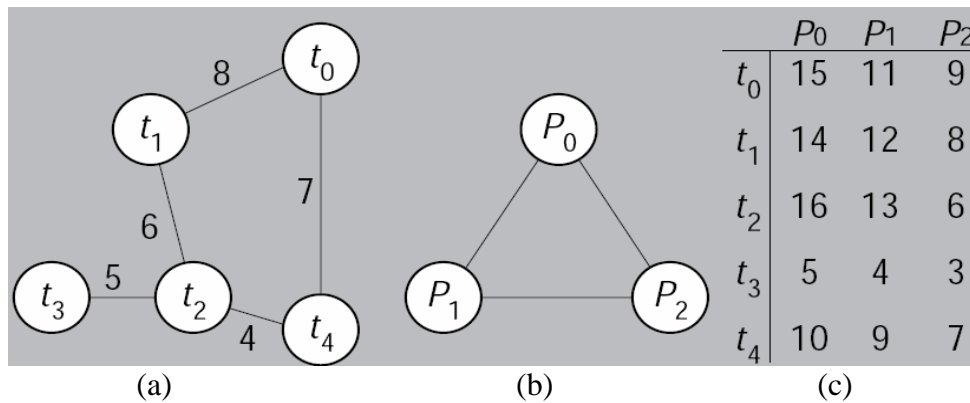 t0
8
t1
7
6
t3
5
t2
4
t4
P0
P1
P2
P0 P1 P2
t0 15 11 9
t1 14 12 8
t2 16 13 6
t3 5 4 3
t4 10 9 7
(a) (b) (c)